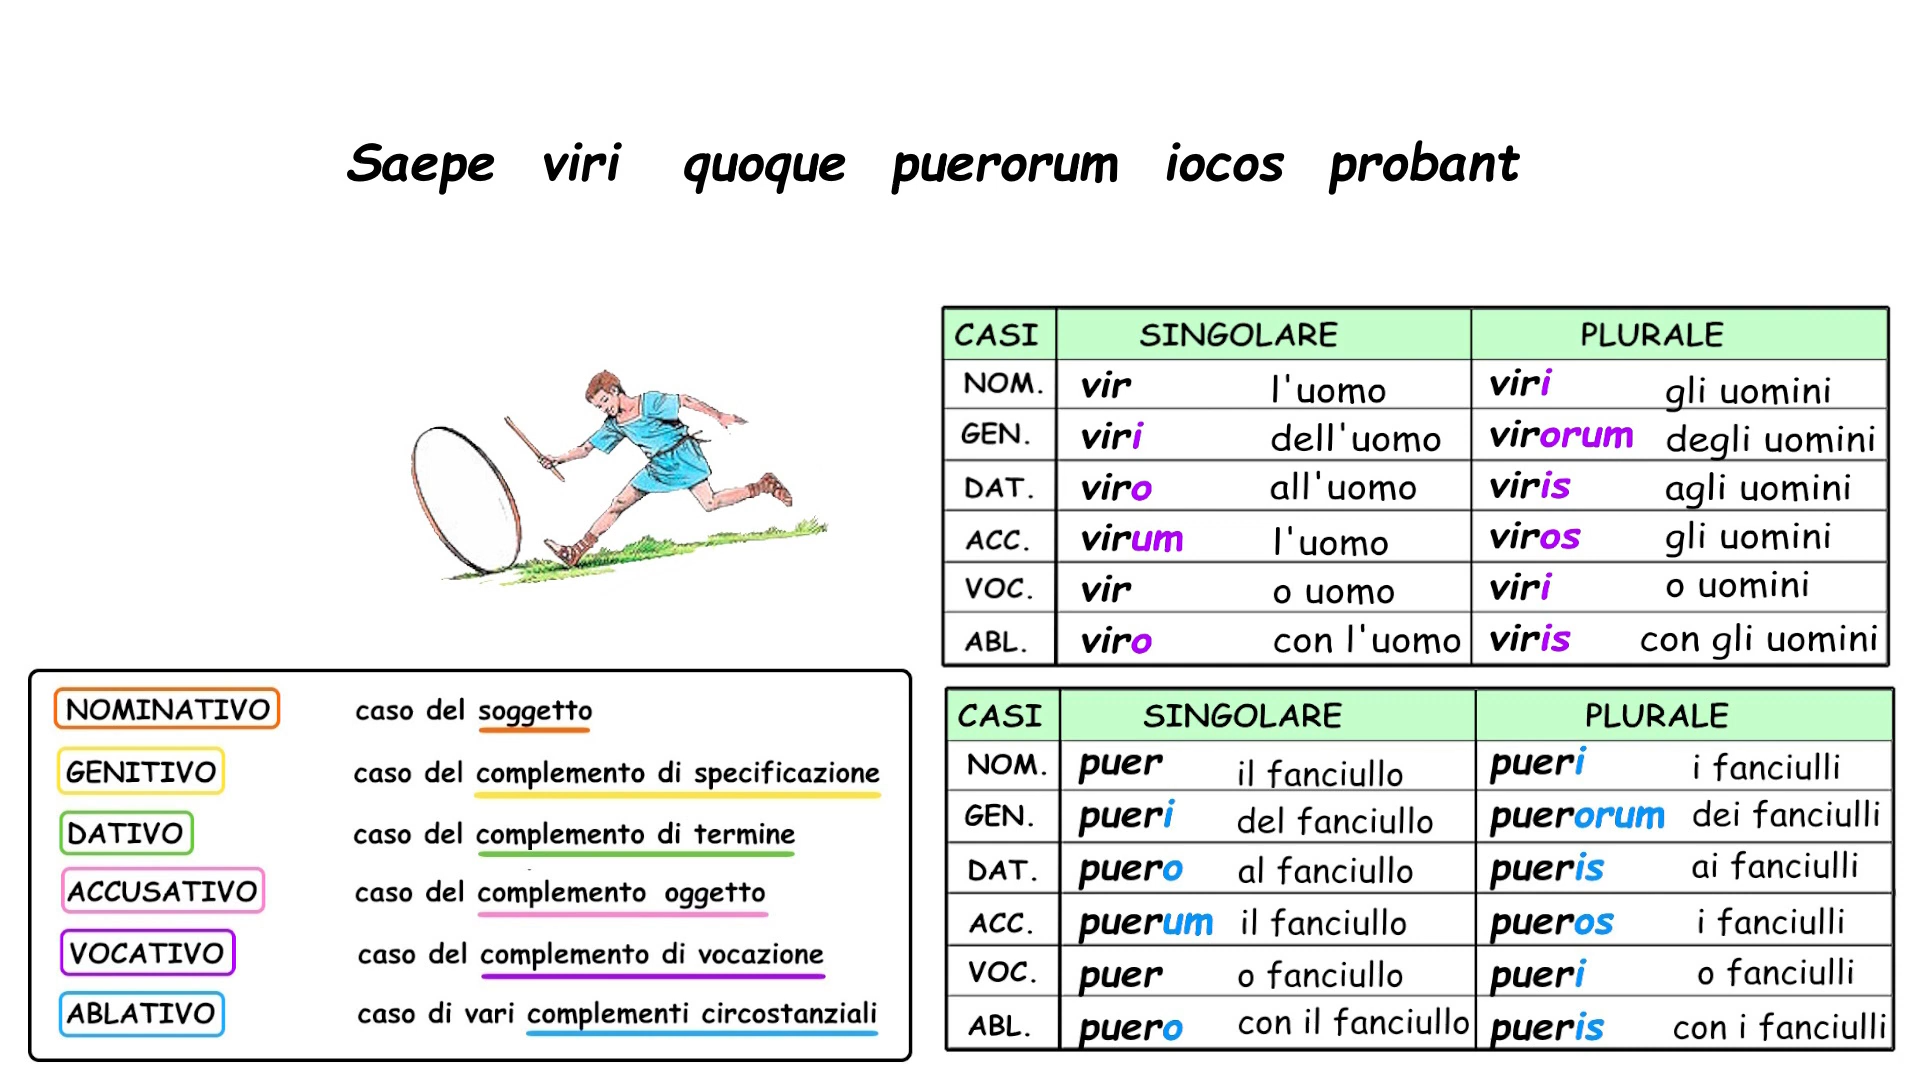 Saepe viri quoque puerorum iocos probant
CASI SINGOLARE PLURALE
NOM. vir l'uomo viri gli uomini
GEN. viri dell'uomo virorum degli uomini
DAT. viro all'uomo viris agli uomini
ACC. virum l'uomo viros gli uomini
VOC. vir o uomo viri o uomini
ABL. viro con l'uomo viris con gli uomini
NOMINATIVO caso del soggetto
GENITIVO caso del complemento di specificazione
DATIVO caso del complemento di termine
ACCUSATIVO caso del complemento oggetto
VOCATIVO caso del complemento di vocazione
ABLATIVO caso di vari complementi circostanziali
CASI SINGOLARE PLURALE
NOM. puer il fanciullo pueri i fanciulli
GEN. pueri del fanciullo puerorum dei fanciulli
DAT. puero al fanciullo pueris ai fanciulli
ACC. puerum il fanciullo pueros i fanciulli
VOC. puer o fanciullo pueri o fanciulli
ABL. puero con il fanciullo pueris con i fanciulli